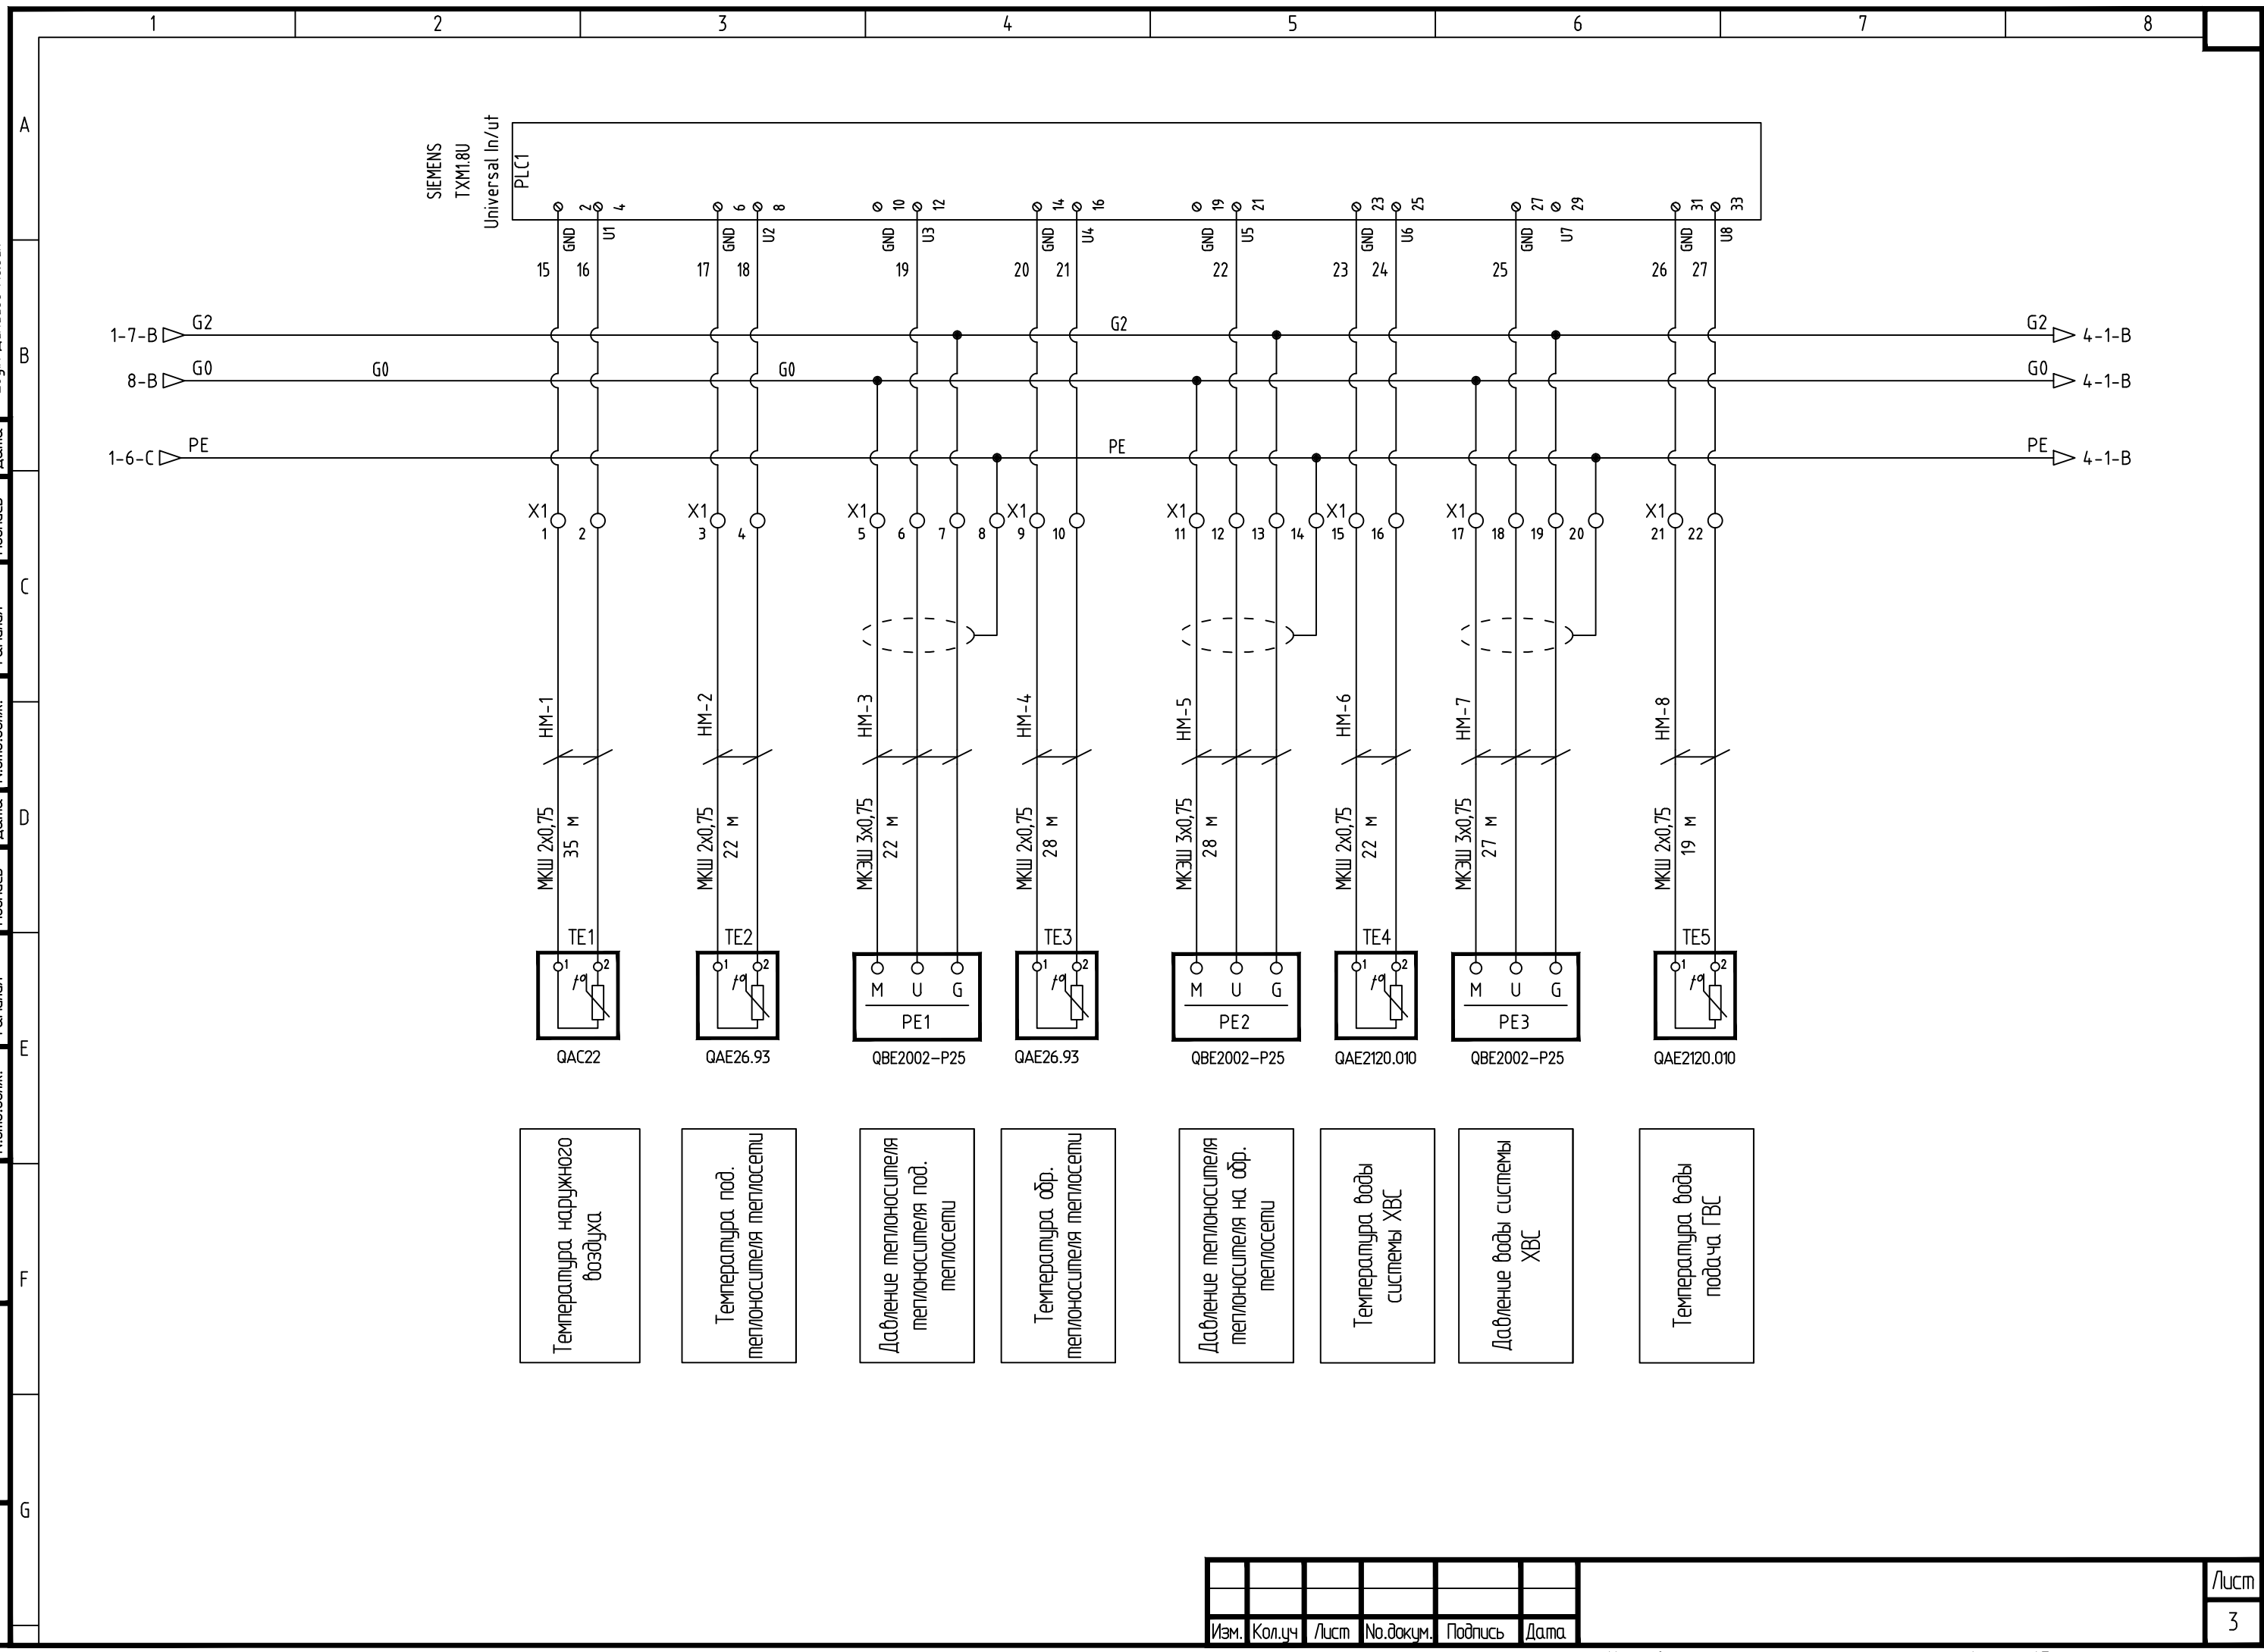 1 2 3 4 5 6 7 8
A
SIEMENS
TXM1.8U
Universal In/ut
PLC1
2 4 6 8 10 12 14 16 19 21 23 25 27 29 31 33
GND U1 GND U2 GND U3 GND U4 GND U5 GND U6 GND U7 GND U8
15 16 17 18 19 20 21 22 23 24 25 26 27
B
1-7-B G2 G2 G2 4-1-B
8-B G0 G0 G0 G0 4-1-B
1-6-C PE PE PE 4-1-B
X1 X1 X1 X1 X1 X1 X1 X1
1 2 3 4 5 6 7 8 9 10 11 12 13 14 15 16 17 18 19 20 21 22
C
HM-1 HM-2 HM-3 HM-4 HM-5 HM-6 HM-7 HM-8
D
МКШ 2х0,75
35 м
МКШ 2х0,75
22 м
МКЭШ 3х0,75
22 м
МКШ 2х0,75
28 м
МКЭШ 3х0,75
28 м
МКШ 2х0,75
22 м
МКЭШ 3х0,75
27 м
МКШ 2х0,75
19 м
TE1 TE2 TE3 TE4 TE5
1 2 t° 1 2 t° M U G 1 2 t° M U G 1 2 t° M U G 1 2 t°
PE1 PE2 PE3
E
QAC22 QAE26.93 QBE2002-P25 QAE26.93 QBE2002-P25 QAE2120.010 QBE2002-P25 QAE2120.010
Температура наружного
воздуха
Температура под.
теплоносителя теплосети
Давление теплоносителя
теплоносителя под.
теплосети
Температура обр.
теплоносителя теплосети
Давление теплоносителя
теплоносителя на обр.
теплосети
Температура воды
системы ХВС
Давление воды системы
ХВС
Температура воды
подача ГВС
F
G
Изм. Кол.уч Лист No.докум. Подпись Дата
Лист
3